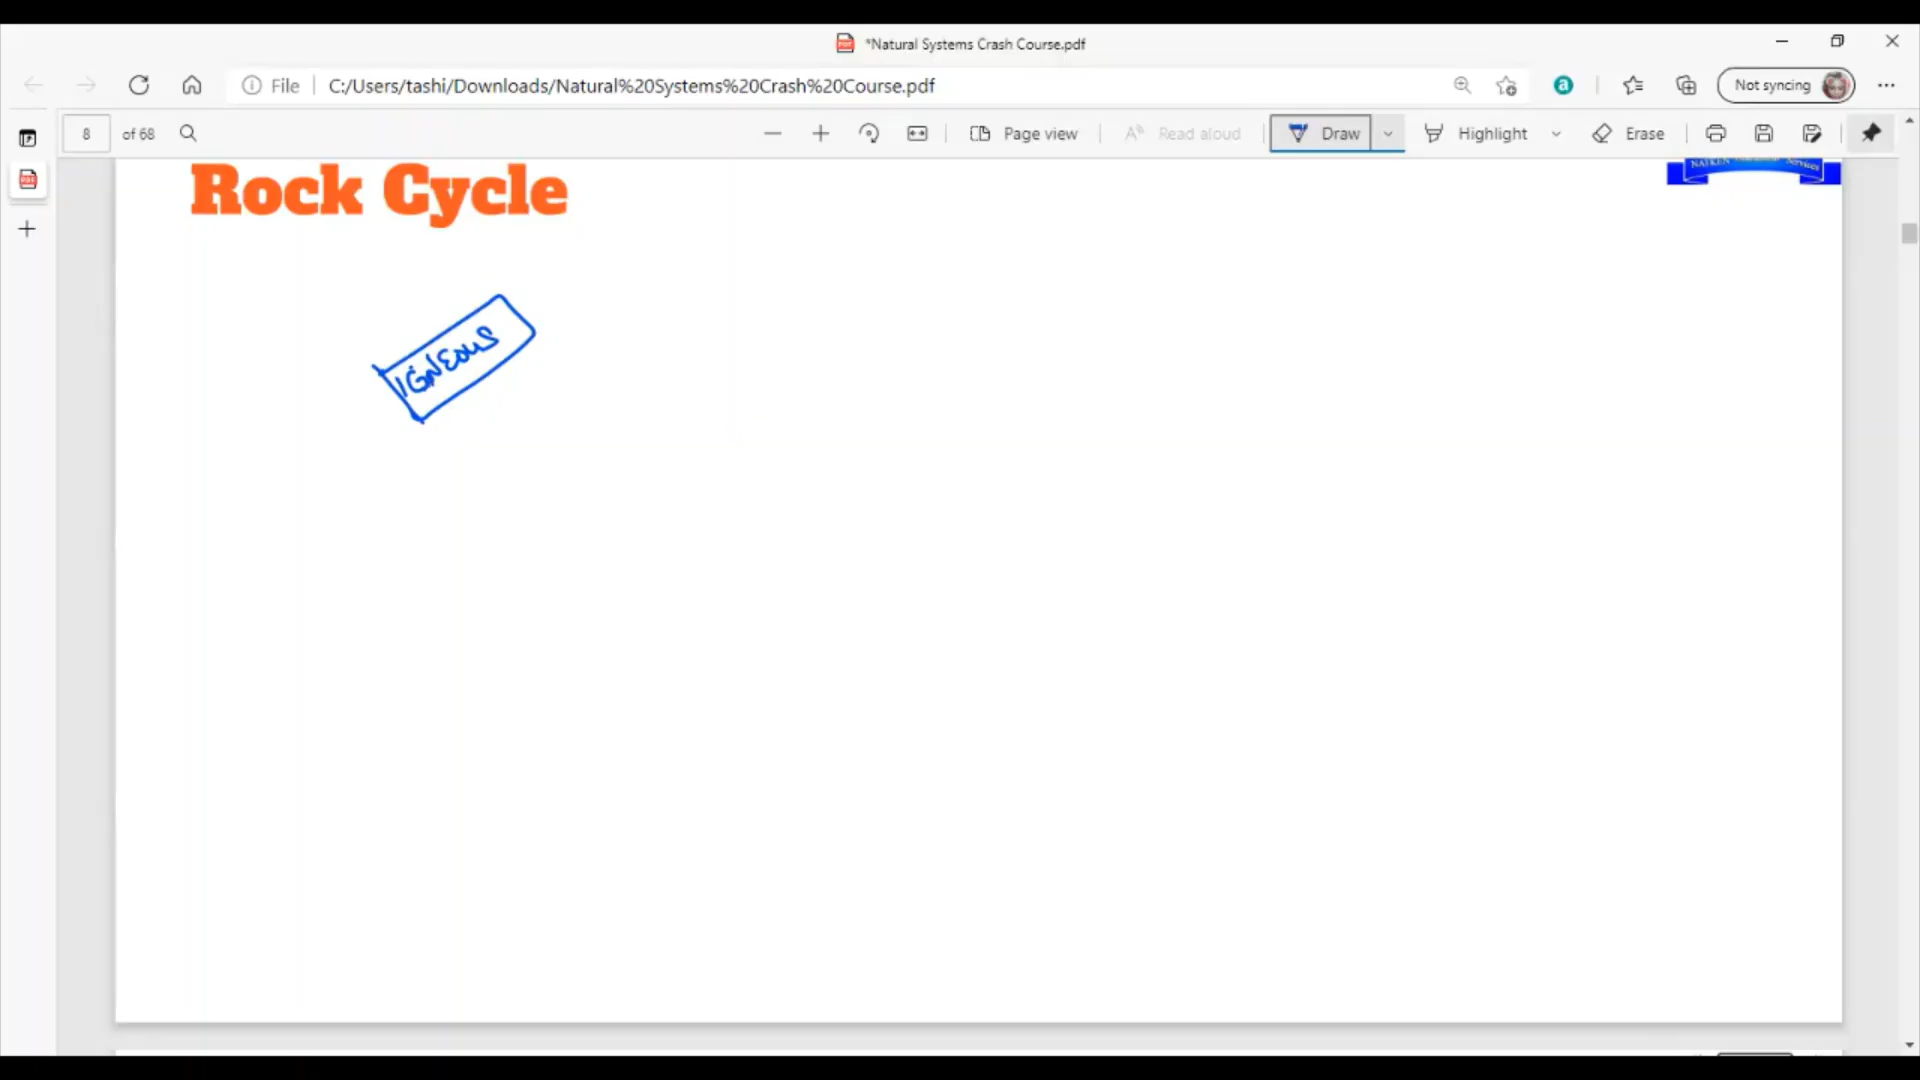 *Natural Systems Crash Course.pdf
File C:/Users/tashi/Downloads/Natural%20Systems%20Crash%20Course.pdf
a
Not syncing
8 of 68
Page view
Read aloud
Draw
Highlight
Erase
Rock Cycle
Services
IGNEOUS